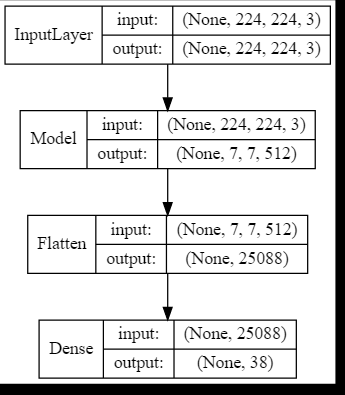 InputLayer input: (None, 224, 224, 3)
output: (None, 224, 224, 3)
Model input: (None, 224, 224, 3)
output: (None, 7, 7, 512)
Flatten input: (None, 7, 7, 512)
output: (None, 25088)
Dense input: (None, 25088)
output: (None, 38)